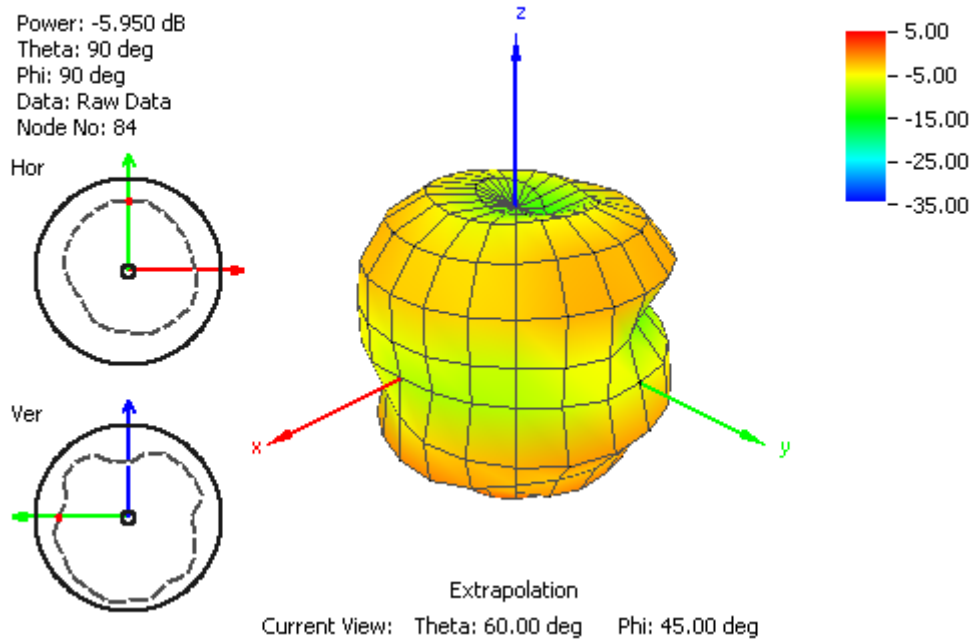 Power: -5.950 dB
Theta: 90 deg
Phi: 90 deg
Data: Raw Data
Node No: 84
Hor
Ver
z
x
y
5.00
-5.00
-15.00
-25.00
-35.00
Extrapolation
Current View: Theta: 60.00 deg Phi: 45.00 deg